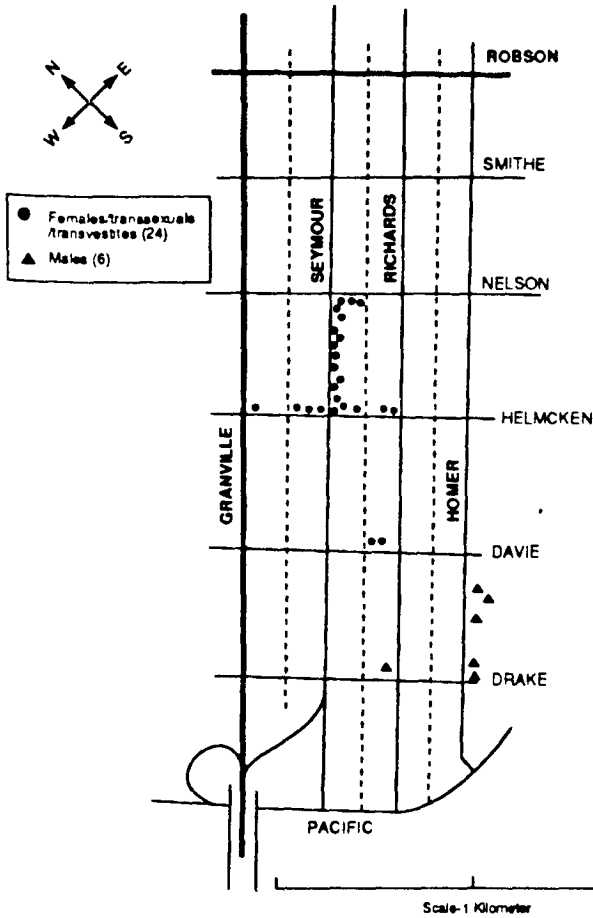 ROBSON
N
E
W
S
SMITHE
Females/transsexuals
/transvestites (24)
Males (6)
SEYMOUR
RICHARDS
NELSON
HELMCKEN
GRANVILLE
HOMER
DAVIE
DRAKE
PACIFIC
Scale-1 Kilometer